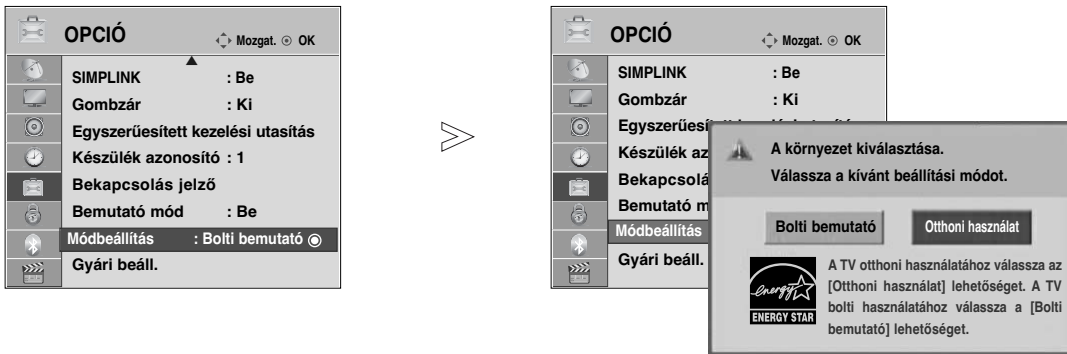 OPCIÓ
Mozgat. OK
SIMPLINK : Be
Gombzár : Ki
Egyszerűesített kezelési utasítás
Készülék azonosító : 1
Bekapcsolás jelző
Bemutató mód : Be
Módbeállítás : Bolti bemutató
Gyári beáll.
OPCIÓ
Mozgat. OK
SIMPLINK : Be
Gombzár : Ki
Készülék az
Bekapcsolá
Bemutató m
Módbeállítás
Gyári beáll.
A környezet kiválasztása.
Válassza a kívánt beállítási módot.
Bolti bemutató
Otthoni használat
energy
ENERGY STAR
A TV otthoni használatához válassza az
[Otthoni használat] lehetőséget. A TV
bolti használatához válassza a [Bolti
bemutató] lehetőséget.